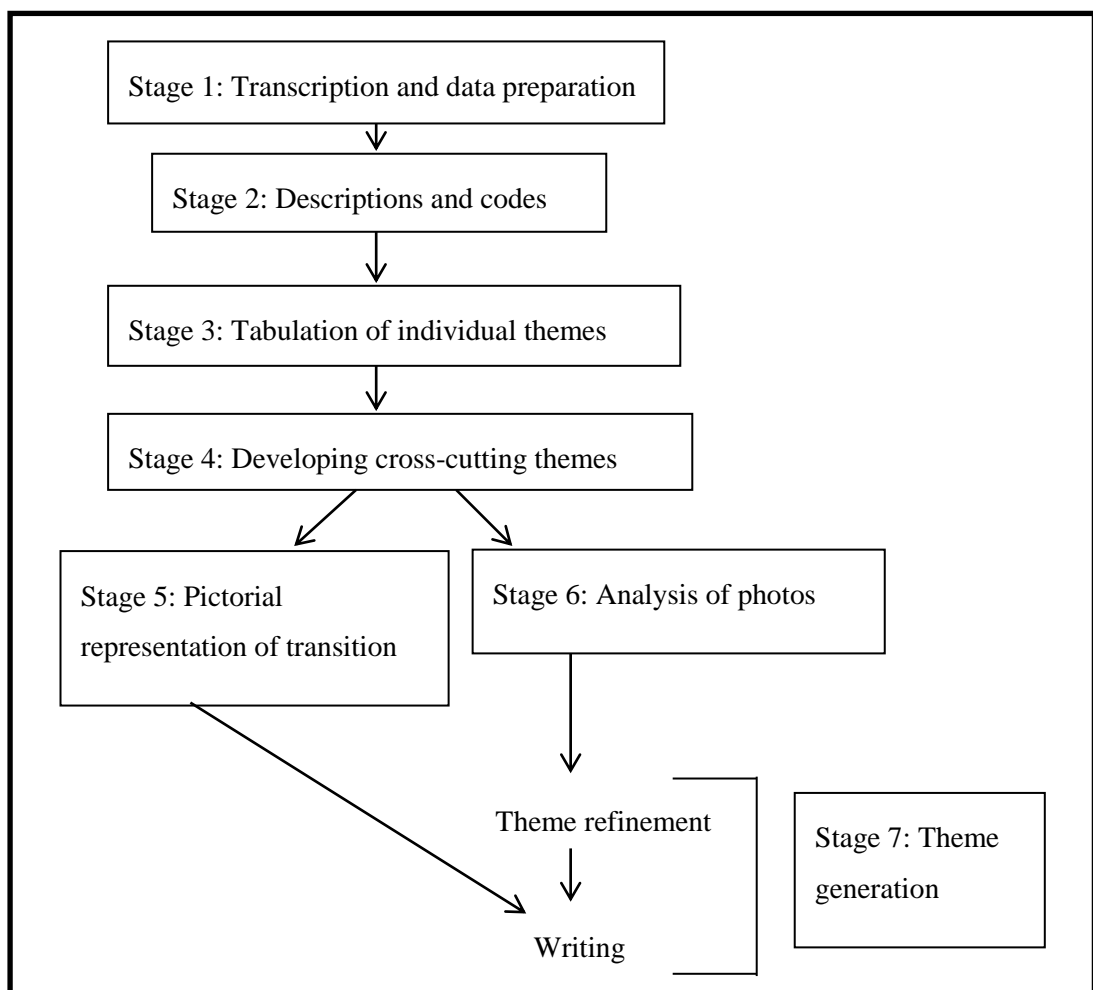 Stage 1: Transcription and data preparation
Stage 2: Descriptions and codes
Stage 3: Tabulation of individual themes
Stage 4: Developing cross-cutting themes
Stage 5: Pictorial
representation of transition
Stage 6: Analysis of photos
Theme refinement
Writing
Stage 7: Theme
generation